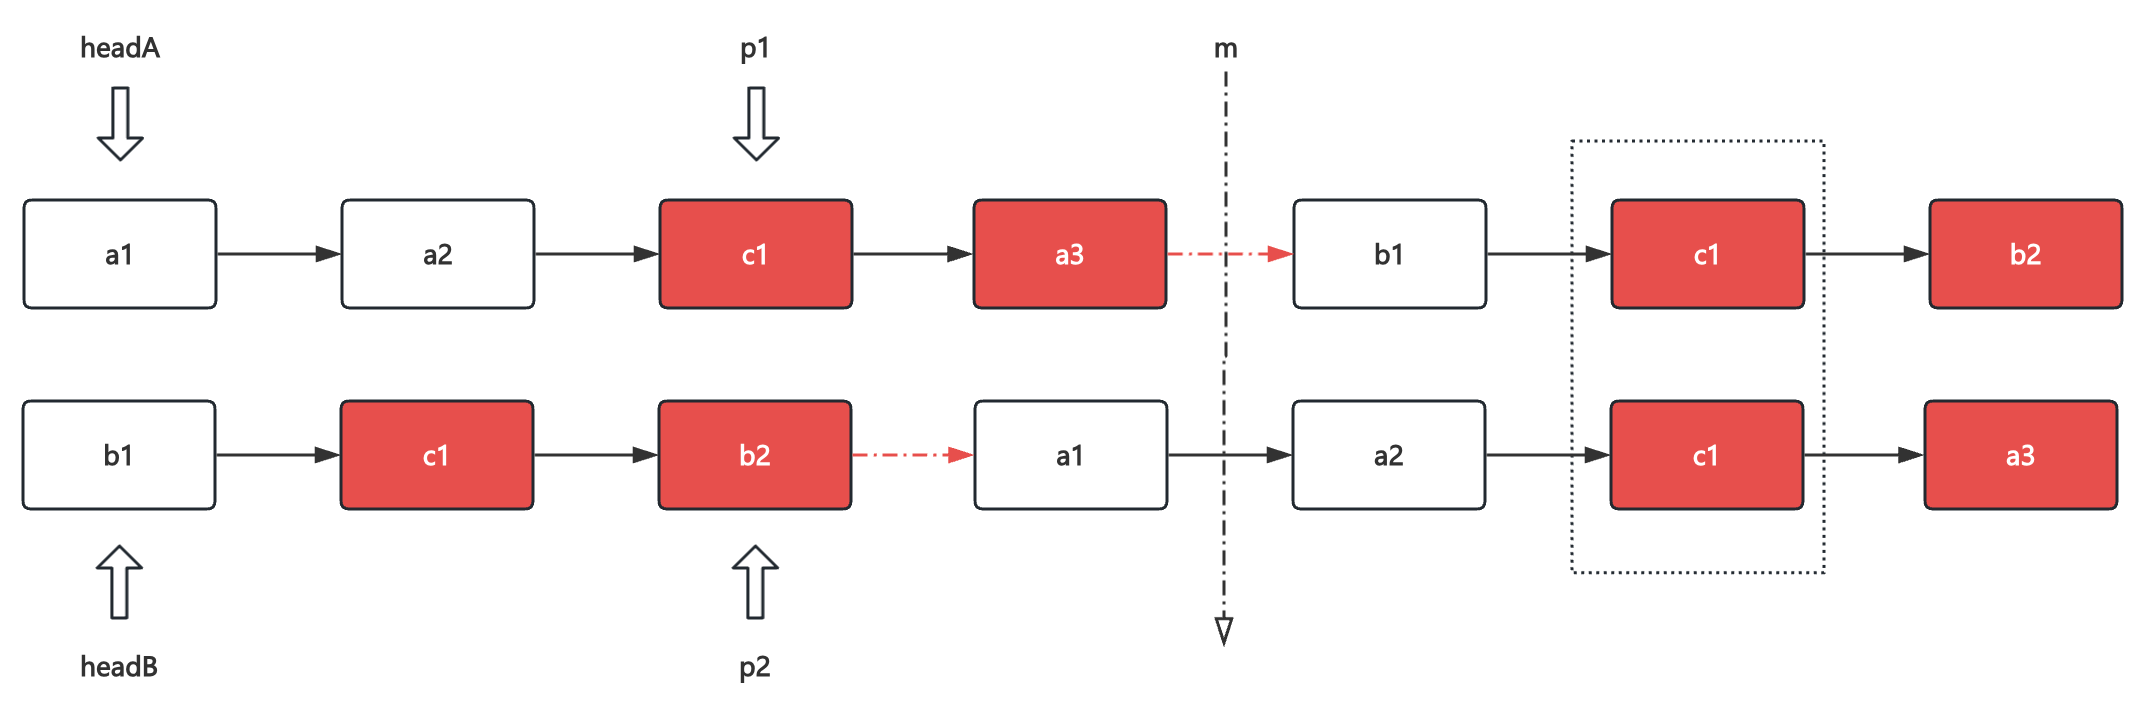 headA p1 m
a1 a2 c1 a3 b1 c1 b2
b1 c1 b2 a1 a2 c1 a3
headB p2